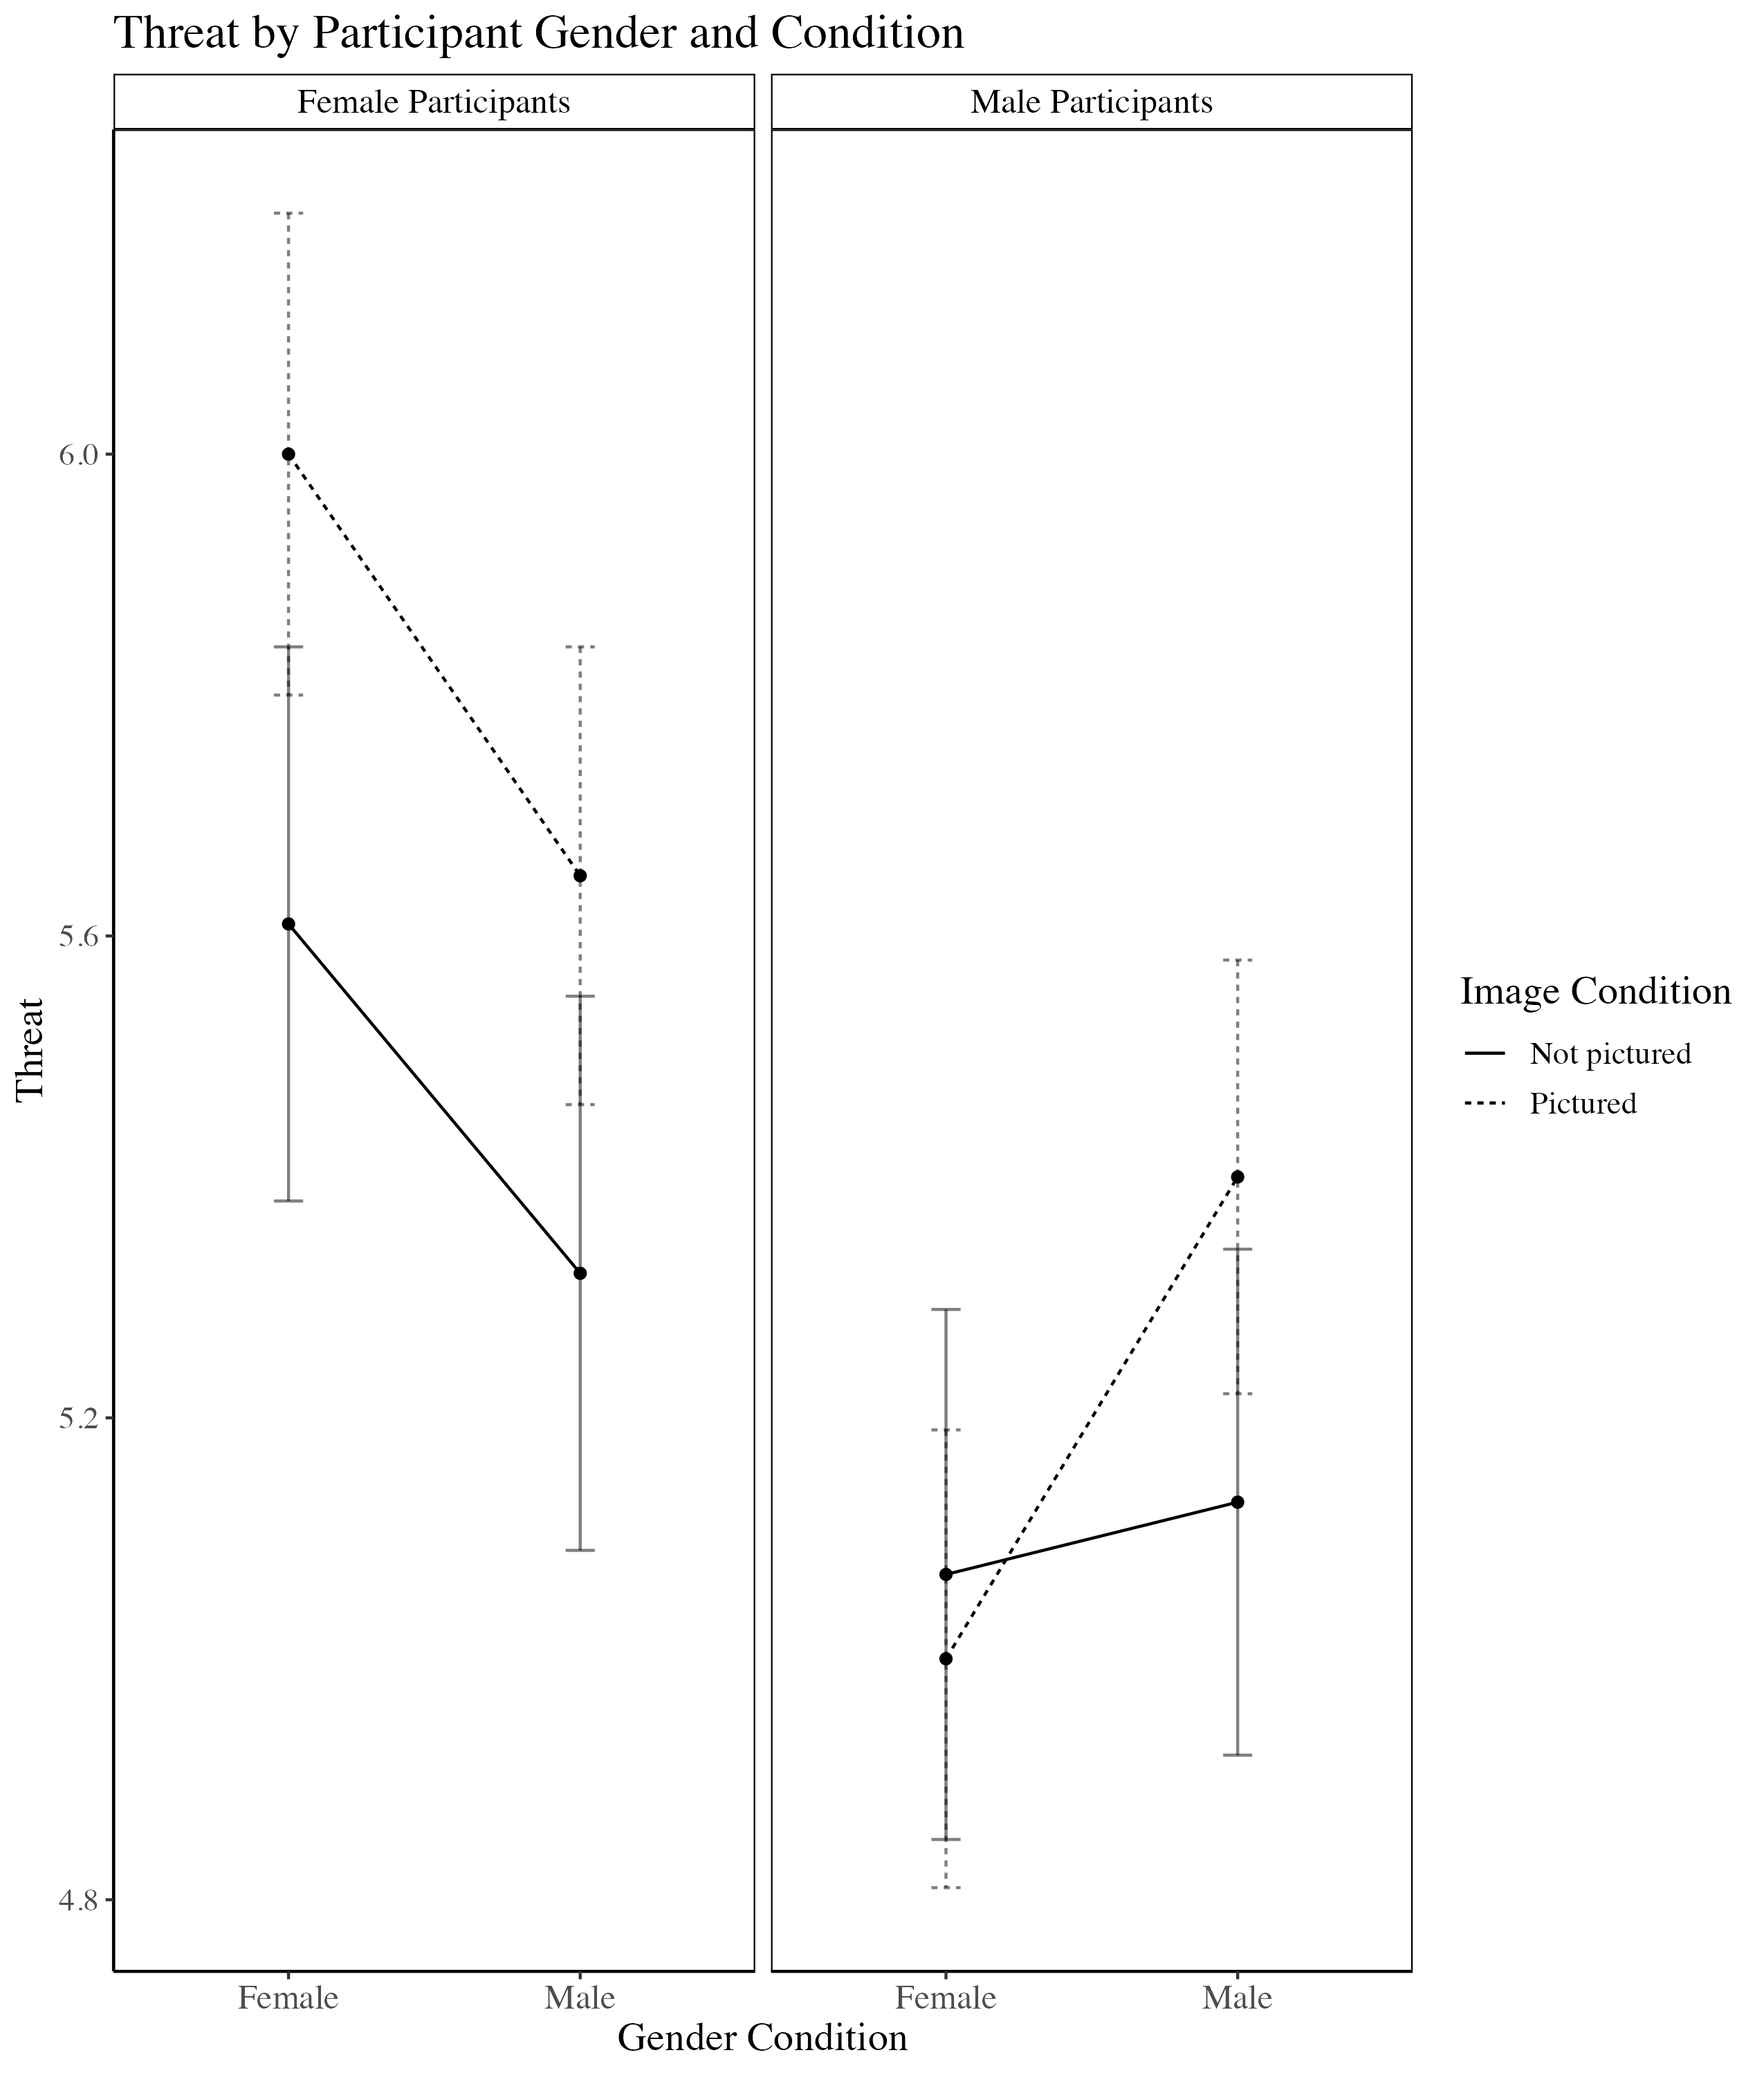 Threat by Participant Gender and Condition
Female Participants
Male Participants
6.0
5.6
5.2
4.8
Threat
Female
Male
Female
Male
Gender Condition
Image Condition
Not pictured
Pictured